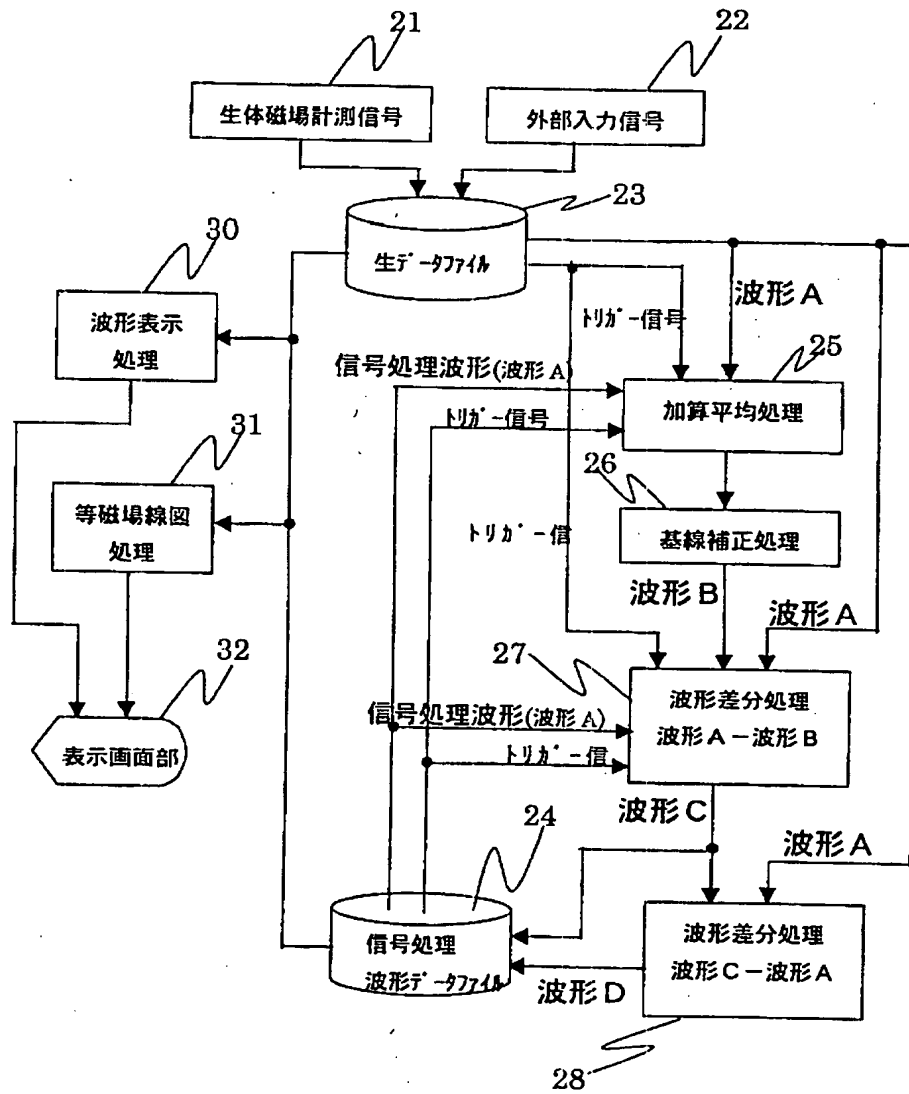 21
22
生体磁場計測信号
外部入力信号
23
生データファイル
30
波形表示
処理
トリガー信号
波形A
25
信号処理波形(波形A)
加算平均処理
トリガー信号
31
26
等磁場線図
処理
トリガー信
基線補正処理
波形B
波形A
32
27
波形差分処理
波形A-波形B
信号処理波形(波形A)
表示画面部
トリガー信
波形C
24
波形A
信号処理
波形データファイル
波形差分処理
波形C-波形A
波形D
28